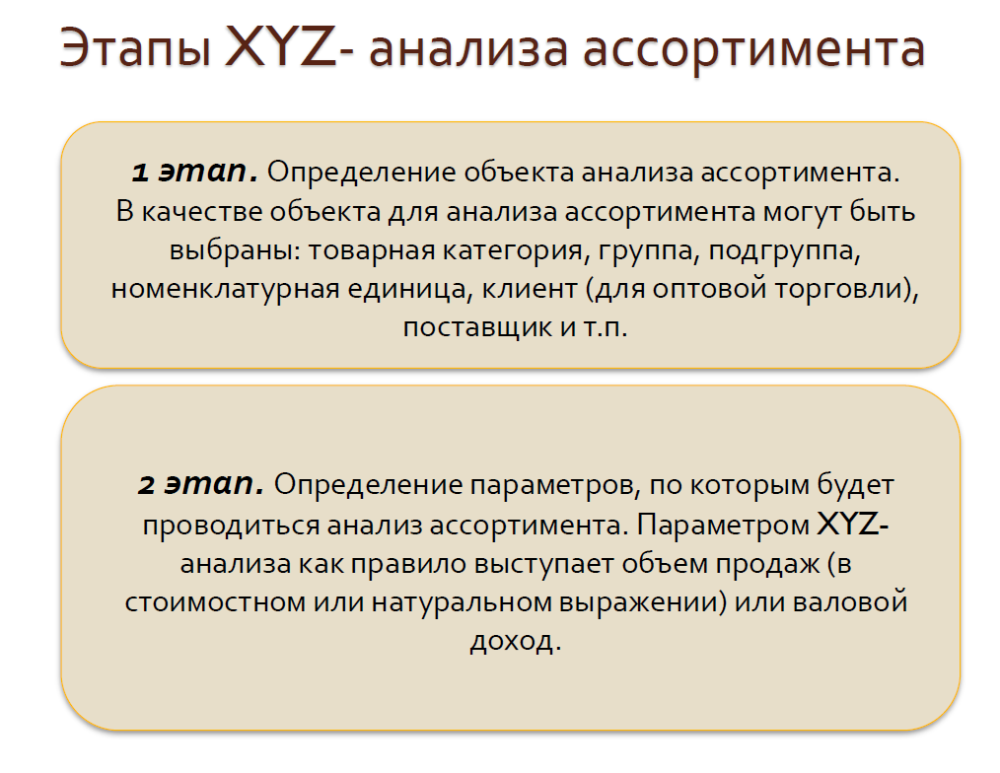 Этапы XYZ- анализа ассортимента
1 этап. Определение объекта анализа ассортимента.
В качестве объекта для анализа ассортимента могут быть
выбраны: товарная категория, группа, подгруппа,
номенклатурная единица, клиент (для оптовой торговли),
поставщик и т.п.
2 этап. Определение параметров, по которым будет
проводиться анализ ассортимента. Параметром XYZ-
анализа как правило выступает объем продаж (в
стоимостном или натуральном выражении) или валовой
доход.